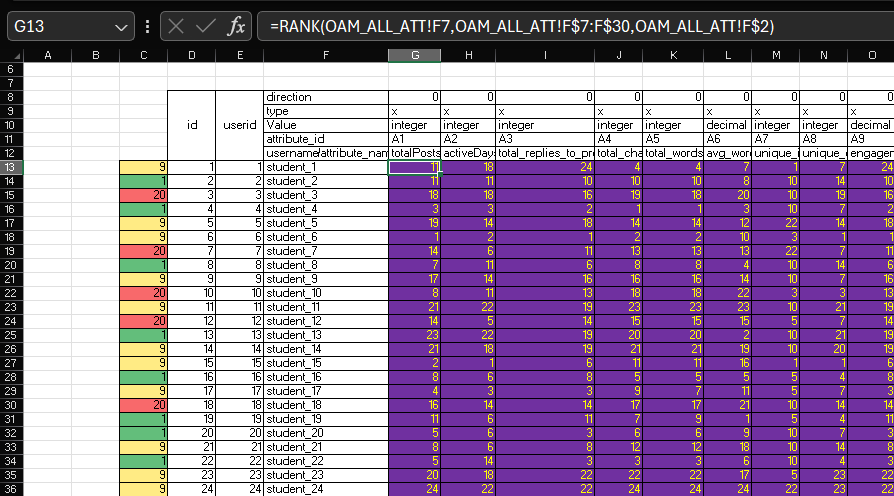 G13 fx =RANK(OAM_ALL_ATT!F7,OAM_ALL_ATT!F$7:F$30,OAM_ALL_ATT!F$2)
A B C D E F G H I J K L M N O
6
7
8 direction 0 0 0 0 0 0 0 0 0
9 type x x x x x x x x x
10 id userid Value integer integer integer integer integer decimal integer integer decimal
11 attribute_id A1 A2 A3 A4 A5 A6 A7 A8 A9
12 username/attribute_nam totalPosts activeDay total_replies_to_pr total_cha total_words avg_wor unique_ unique_ engagen
13 9 1 1 student_1 11 18 24 4 4 7 1 7 24
14 1 2 2 student_2 11 11 10 10 10 8 10 14 10
15 20 3 3 student_3 18 18 16 19 18 20 10 19 16
16 1 4 4 student_4 3 3 2 1 1 3 10 7 2
17 9 5 5 student_5 19 14 18 14 14 12 22 14 18
18 9 6 6 student_6 1 2 1 2 2 10 3 1 1
19 20 7 7 student_7 14 6 11 13 13 13 22 7 11
20 1 8 8 student_8 7 11 6 8 8 4 10 14 6
21 9 9 9 student_9 17 14 16 16 16 14 10 7 16
22 20 10 10 student_10 8 11 13 18 18 22 3 3 13
23 9 11 11 student_11 21 22 19 23 23 23 10 21 19
24 20 12 12 student_12 14 5 14 15 15 15 5 7 14
25 1 13 13 student_13 23 22 19 20 20 2 10 21 19
26 9 14 14 student_14 21 18 19 21 21 19 10 20 19
27 9 15 15 student_15 2 1 6 11 11 16 1 1 6
28 1 16 16 student_16 8 6 8 5 5 5 5 4 8
29 9 17 17 student_17 4 3 3 9 7 11 5 7 3
30 20 18 18 student_18 16 14 14 17 17 21 10 14 14
31 1 19 19 student_19 11 6 11 7 9 1 5 4 11
32 1 20 20 student_20 5 6 3 6 6 9 10 7 3
33 9 21 21 student_21 8 6 8 12 12 18 10 14 8
34 1 22 22 student_22 5 14 3 3 3 6 10 4 3
35 9 23 23 student_23 20 18 22 22 22 17 5 23 22
36 9 24 24 student_24 24 22 22 24 24 24 22 23 22